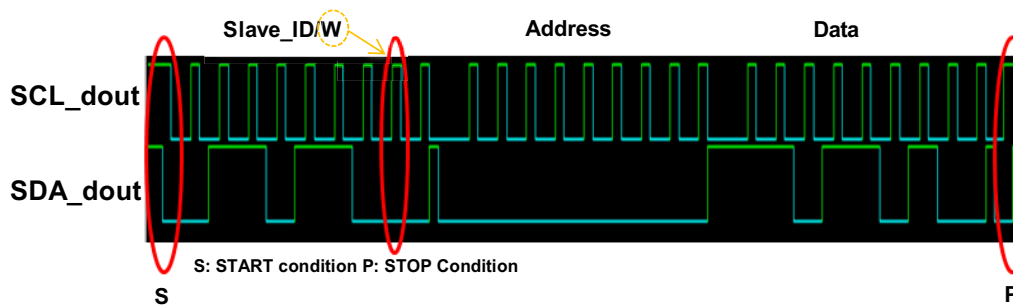 Slave_ID/W Address Data
SCL_dout
SDA_dout
S: START condition P: STOP Condition
S P